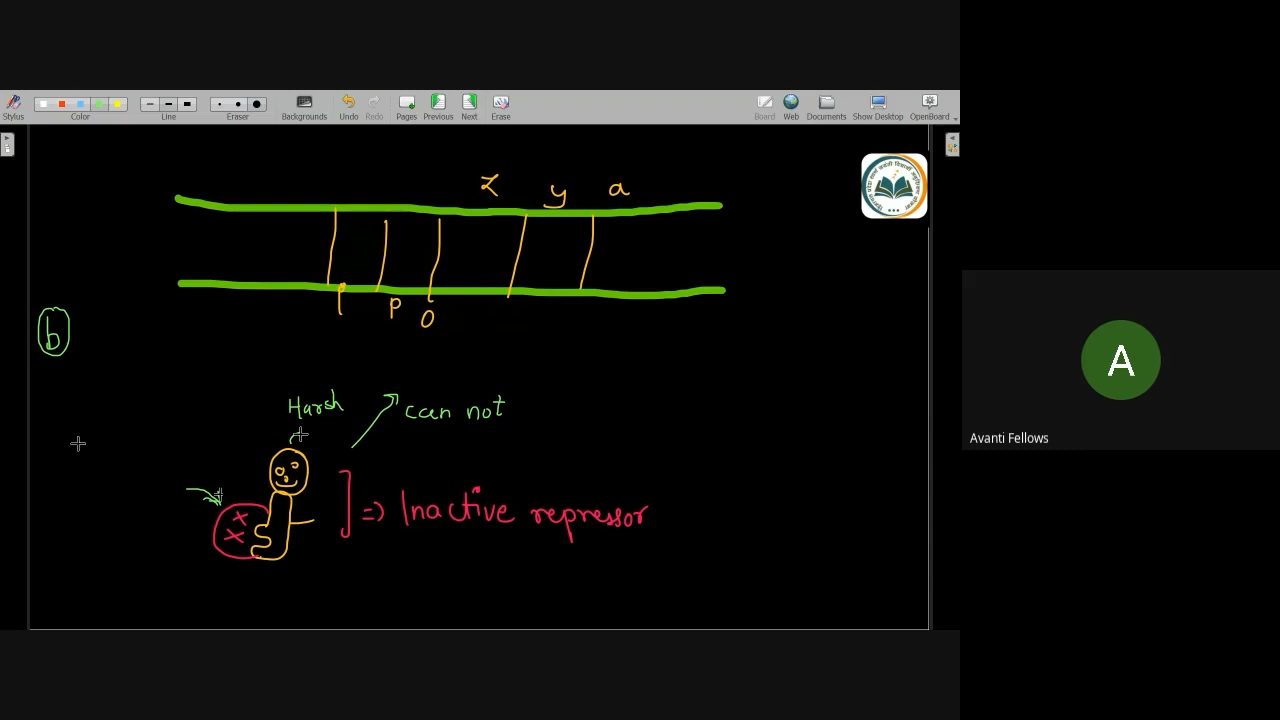 Stylus Color Line Eraser Backgrounds Undo Redo Pages Previous Next Erase Board Web Documents Show Desktop OpenBoard
z y a
p o
b
Harsh can not
A
Avanti Fellows
=> Inactive repressor